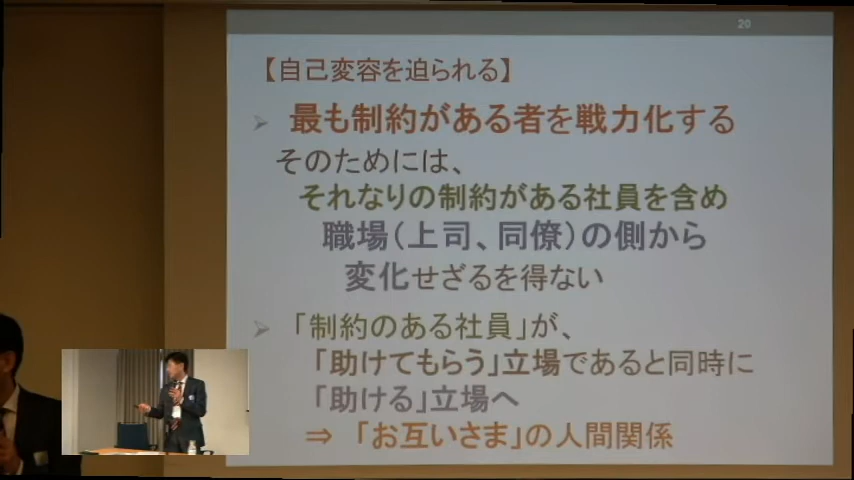 20
【自己変容を迫られる】
➢ 最も制約がある者を戦力化する
そのためには、
それなりの制約がある社員を含め
職場（上司、同僚）の側から
変化せざるを得ない
➢ 「制約のある社員」が、
「助けてもらう」立場であると同時に
「助ける」立場へ
⇒ 「お互いさま」の人間関係